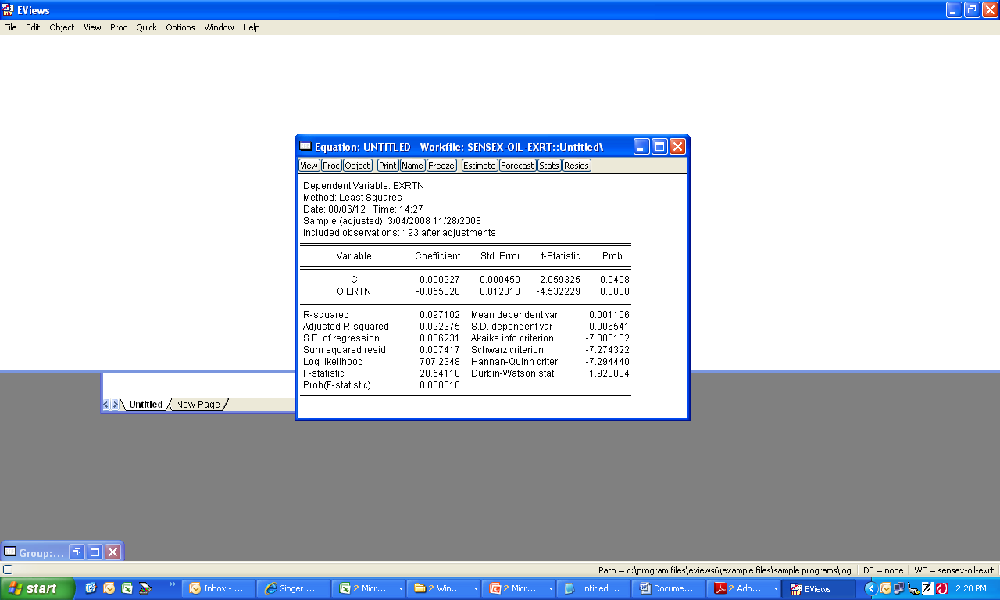 EViews
File Edit Object View Proc Quick Options Window Help
Equation: UNTITLED Workfile: SENSEX-OIL-EXRT::Untitled\
View Proc Object Print Name Freeze Estimate Forecast Stats Resids
Dependent Variable: EXRTN
Method: Least Squares
Date: 08/06/12 Time: 14:27
Sample (adjusted): 3/04/2008 11/28/2008
Included observations: 193 after adjustments
Variable Coefficient Std. Error t-Statistic Prob.
C 0.000927 0.000450 2.059325 0.0408
OILRTN -0.055828 0.012318 -4.532229 0.0000
R-squared 0.097102 Mean dependent var 0.001106
Adjusted R-squared 0.092375 S.D. dependent var 0.006541
S.E. of regression 0.006231 Akaike info criterion -7.308132
Sum squared resid 0.007417 Schwarz criterion -7.274322
Log likelihood 707.2348 Hannan-Quinn criter. -7.294440
F-statistic 20.54110 Durbin-Watson stat 1.928834
Prob(F-statistic) 0.000010
Untitled New Page
Group:...
Path = c:\program files\eviews6\example files\sample programs\logl DB = none WF = sensex-oil-exrt
start Inbox - ... Ginger ... 2 Micr... 2 Win... 2 Micr... Untitled ... Docume... 2 Ado... EViews 2:28 PM